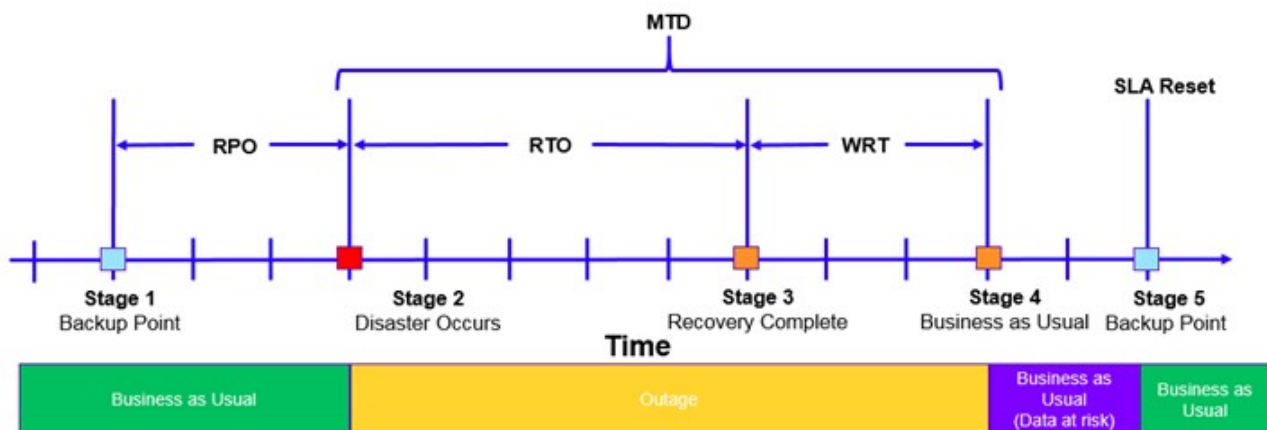 MTD
SLA Reset
RPO
RTO
WRT
Stage 1
Backup Point
Stage 2
Disaster Occurs
Stage 3
Recovery Complete
Stage 4
Business as Usual
Stage 5
Backup Point
Time
Business as Usual
Outage
Business as
Usual
(Data at risk)
Business as
Usual